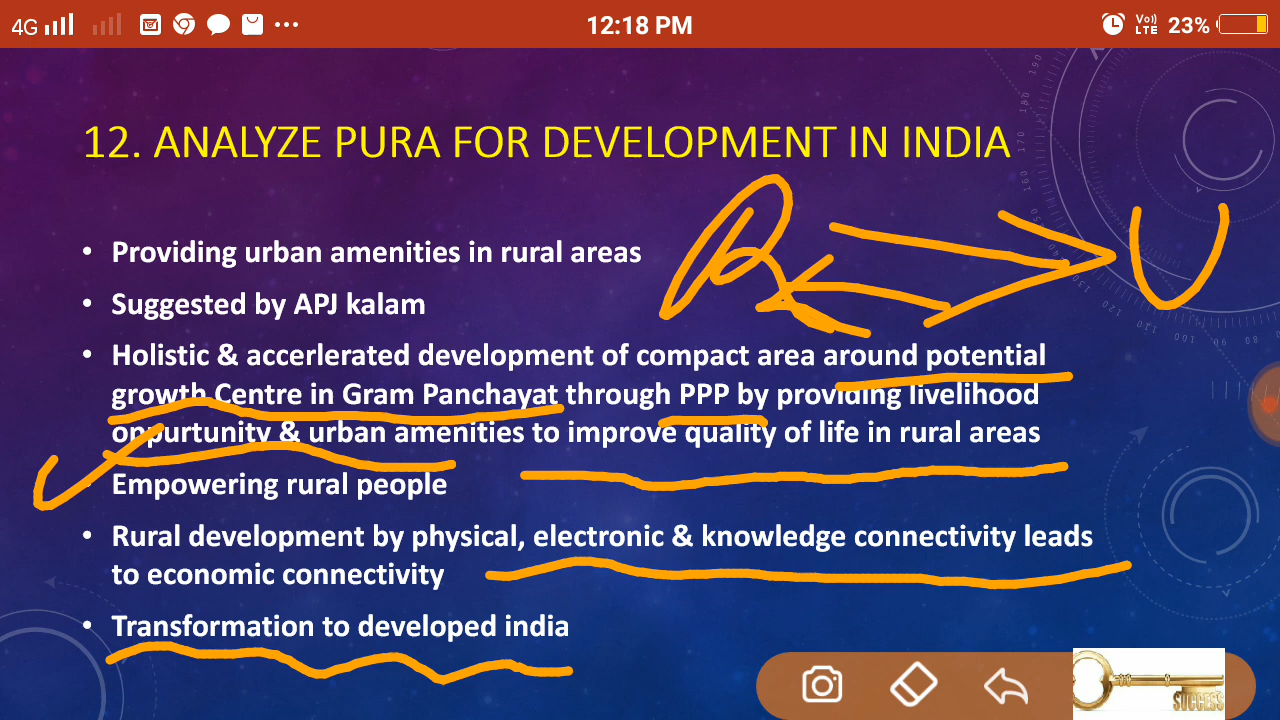 4G 12:18 PM Vo) LTE 23%
12. ANALYZE PURA FOR DEVELOPMENT IN INDIA
• Providing urban amenities in rural areas
• Suggested by APJ kalam
• Holistic & accerlerated development of compact area around potential
growth Centre in Gram Panchayat through PPP by providing livelihood
oppurtunity & urban amenities to improve quality of life in rural areas
Empowering rural people
• Rural development by physical, electronic & knowledge connectivity leads
to economic connectivity
• Transformation to developed india
R U
SUCCESS